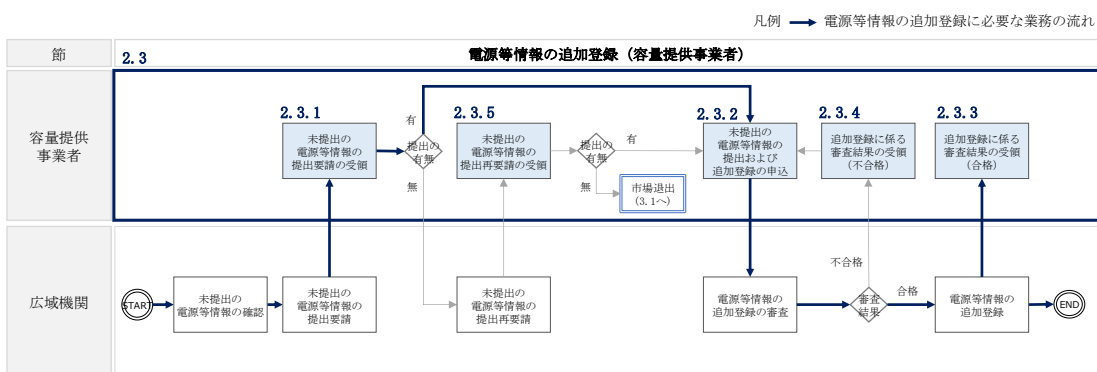 凡例
電源等情報の追加登録に必要な業務の流れ
節
2.3
電源等情報の追加登録（容量提供事業者）
容量提供
事業者
2.3.1
未提出の
電源等情報の
提出要請の受領
提出の
有無
有
無
2.3.5
未提出の
電源等情報の
提出再要請の受領
提出の
有無
有
無
市場退出
（3.1へ）
2.3.2
未提出の
電源等情報の
提出および
追加登録の申込
2.3.4
追加登録に係る
審査結果の受領
（不合格）
2.3.3
追加登録に係る
審査結果の受領
（合格）
広域機関
START
未提出の
電源等情報の確認
未提出の
電源等情報の
提出要請
未提出の
電源等情報の
提出再要請
電源等情報の
追加登録の審査
審査
結果
不合格
合格
電源等情報の
追加登録
END